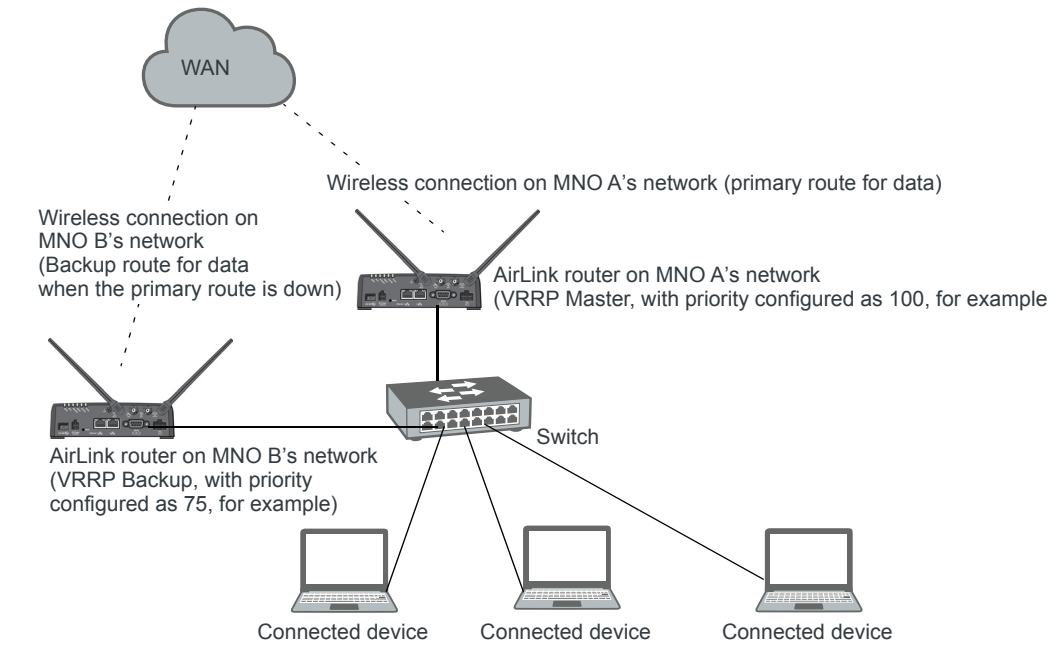 WAN
Wireless connection on MNO A's network (primary route for data)
Wireless connection on
MNO B's network
(Backup route for data
when the primary route is down)
AirLink router on MNO A's network
(VRRP Master, with priority configured as 100, for example
Switch
AirLink router on MNO B's network
(VRRP Backup, with priority
configured as 75, for example)
Connected device
Connected device
Connected device